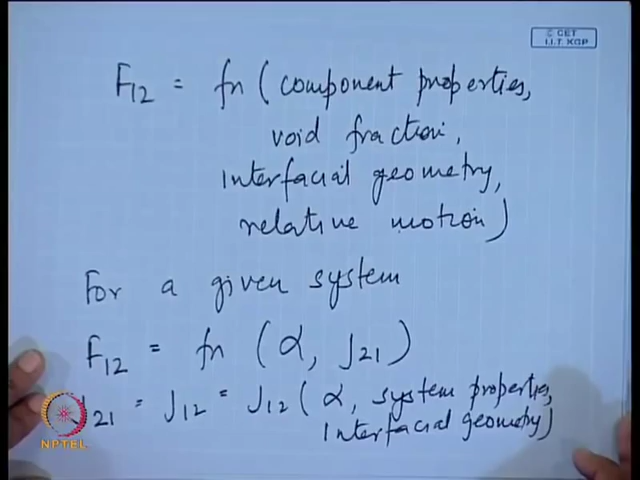 © CET
I.I.T. KGP
F12 = fn ( component properties,
void fraction,
interfacial geometry,
relative motion)
For a given system
F12 = fn (α, J21)
J21 = J12 = J12 ( α, system properties,
interfacial geometry)
NPTEL